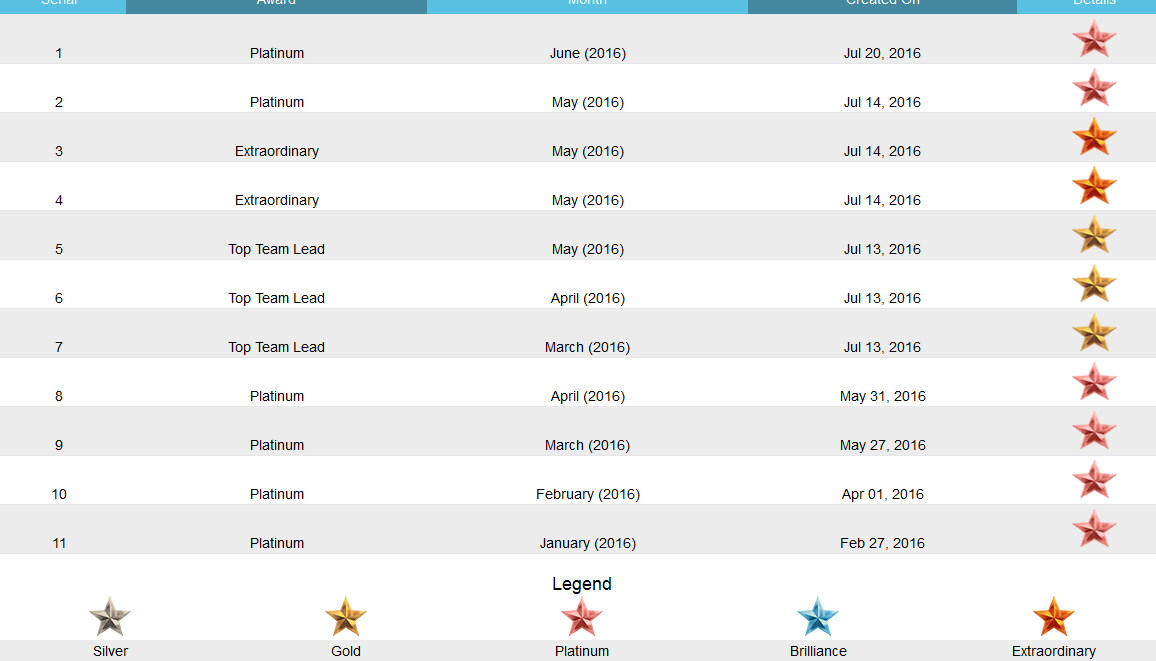 Serial Award Month Created On Details
1 Platinum June (2016) Jul 20, 2016
2 Platinum May (2016) Jul 14, 2016
3 Extraordinary May (2016) Jul 14, 2016
4 Extraordinary May (2016) Jul 14, 2016
5 Top Team Lead May (2016) Jul 13, 2016
6 Top Team Lead April (2016) Jul 13, 2016
7 Top Team Lead March (2016) Jul 13, 2016
8 Platinum April (2016) May 31, 2016
9 Platinum March (2016) May 27, 2016
10 Platinum February (2016) Apr 01, 2016
11 Platinum January (2016) Feb 27, 2016
Legend
Silver Gold Platinum Brilliance Extraordinary